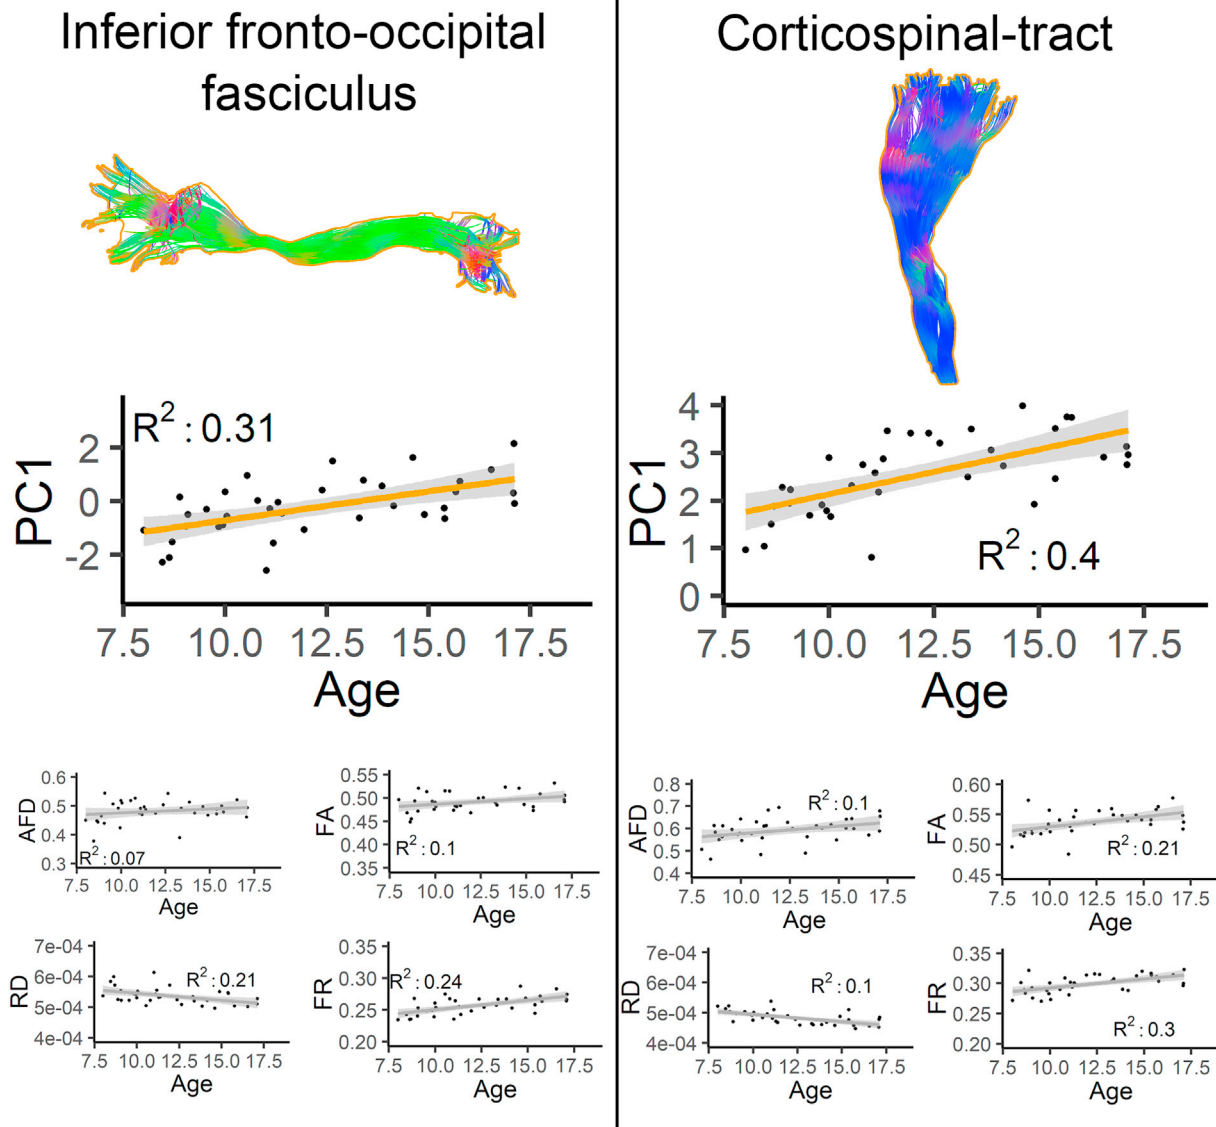 Inferior fronto-occipital
fasciculus
R² : 0.31
PC1
2
0
-2
7.5 10.0 12.5 15.0 17.5
Age
AFD
0.6
0.5
0.4
0.3
R² : 0.07
7.5 10.0 12.5 15.0 17.5
Age
FA
0.55
0.50
0.45
0.40
0.35
R² : 0.1
7.5 10.0 12.5 15.0 17.5
Age
RD
7e-04
6e-04
5e-04
4e-04
R² : 0.21
7.5 10.0 12.5 15.0 17.5
Age
FR
0.35
0.30
0.25
0.20
R² : 0.24
7.5 10.0 12.5 15.0 17.5
Age
Corticospinal-tract
PC1
4
3
2
1
0
R² : 0.4
7.5 10.0 12.5 15.0 17.5
Age
AFD
0.8
0.7
0.6
0.5
0.4
R² : 0.1
7.5 10.0 12.5 15.0 17.5
Age
FA
0.60
0.55
0.50
0.45
R² : 0.21
7.5 10.0 12.5 15.0 17.5
Age
RD
7e-04
6e-04
5e-04
4e-04
R² : 0.1
7.5 10.0 12.5 15.0 17.5
Age
FR
0.35
0.30
0.25
0.20
R² : 0.3
7.5 10.0 12.5 15.0 17.5
Age